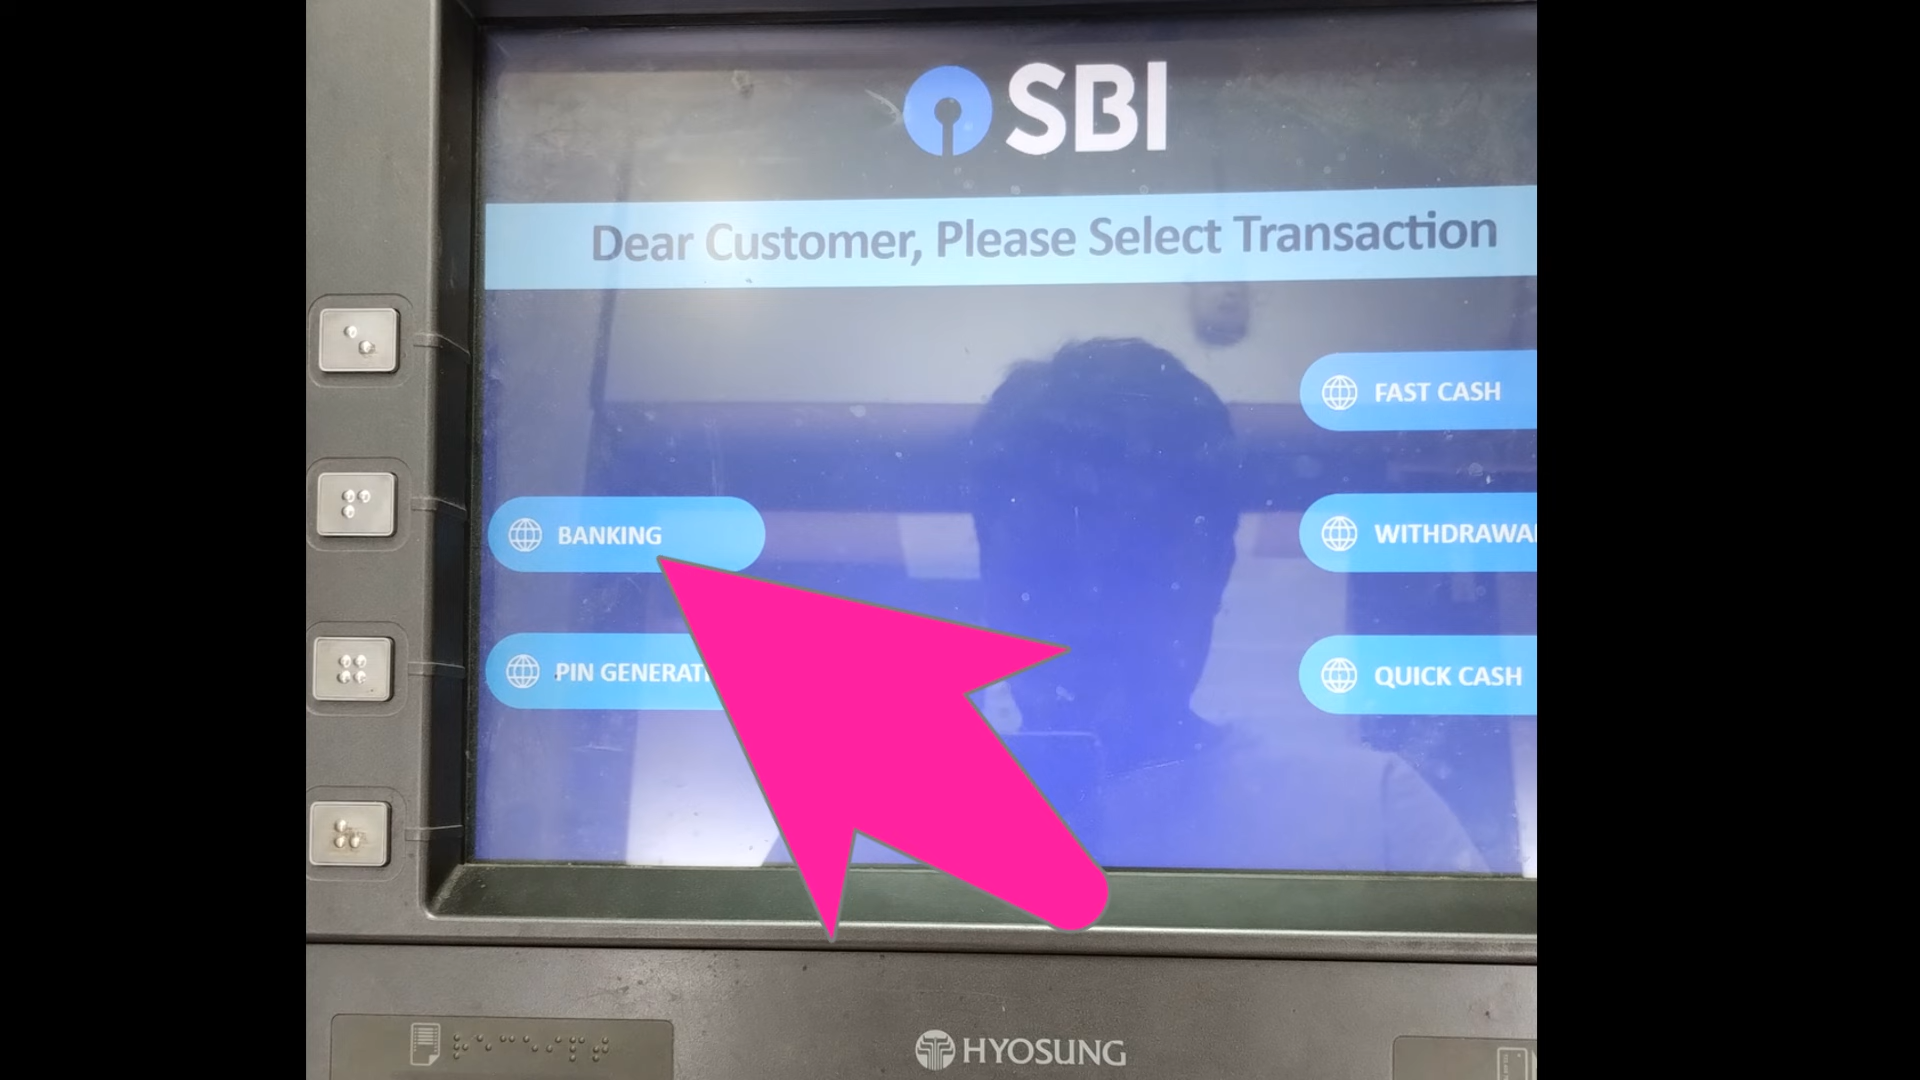 SBI
Dear Customer, Please Select Transaction
FAST CASH
BANKING
WITHDRAWA
PIN GENERAT
QUICK CASH
HYOSUNG